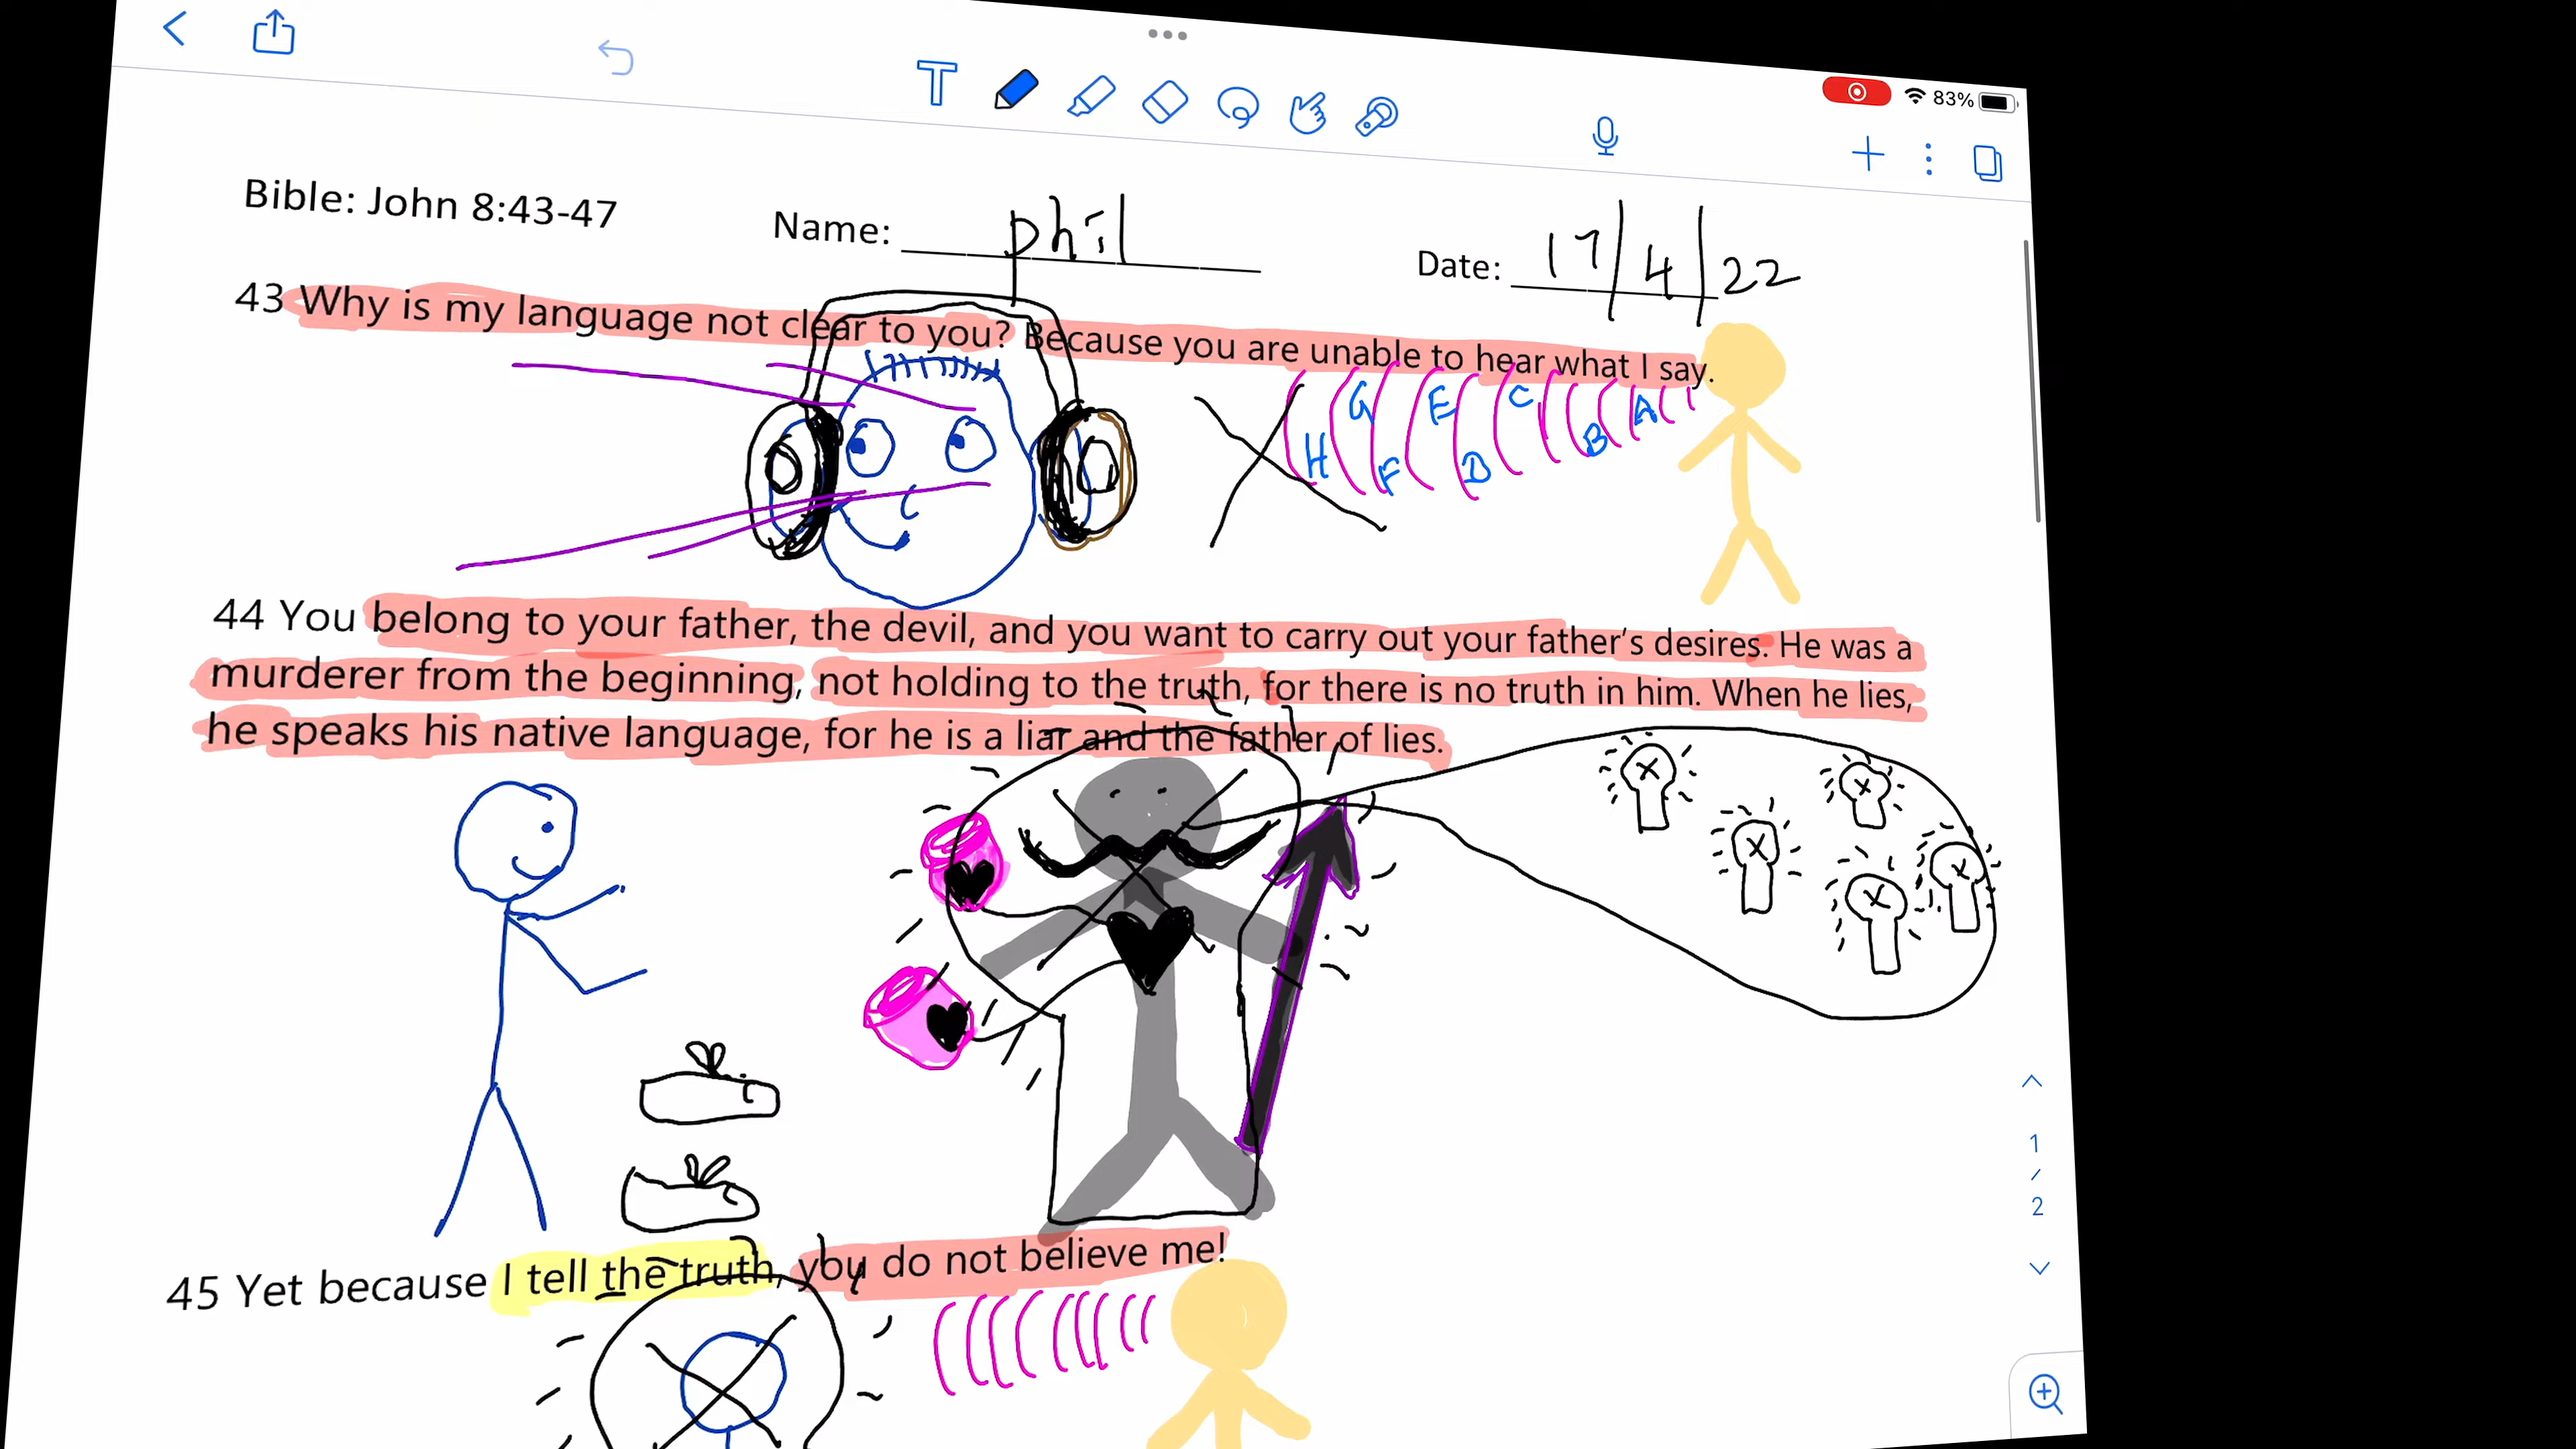 83%
Bible: John 8:43-47 Name: phil Date: 17/4/22
43 Why is my language not clear to you? Because you are unable to hear what I say.
H G F E D C B A
44 You belong to your father, the devil, and you want to carry out your father's desires. He was a
murderer from the beginning, not holding to the truth, for there is no truth in him. When he lies,
he speaks his native language, for he is a liar and the father of lies.
45 Yet because I tell the truth, you do not believe me!
1
/
2